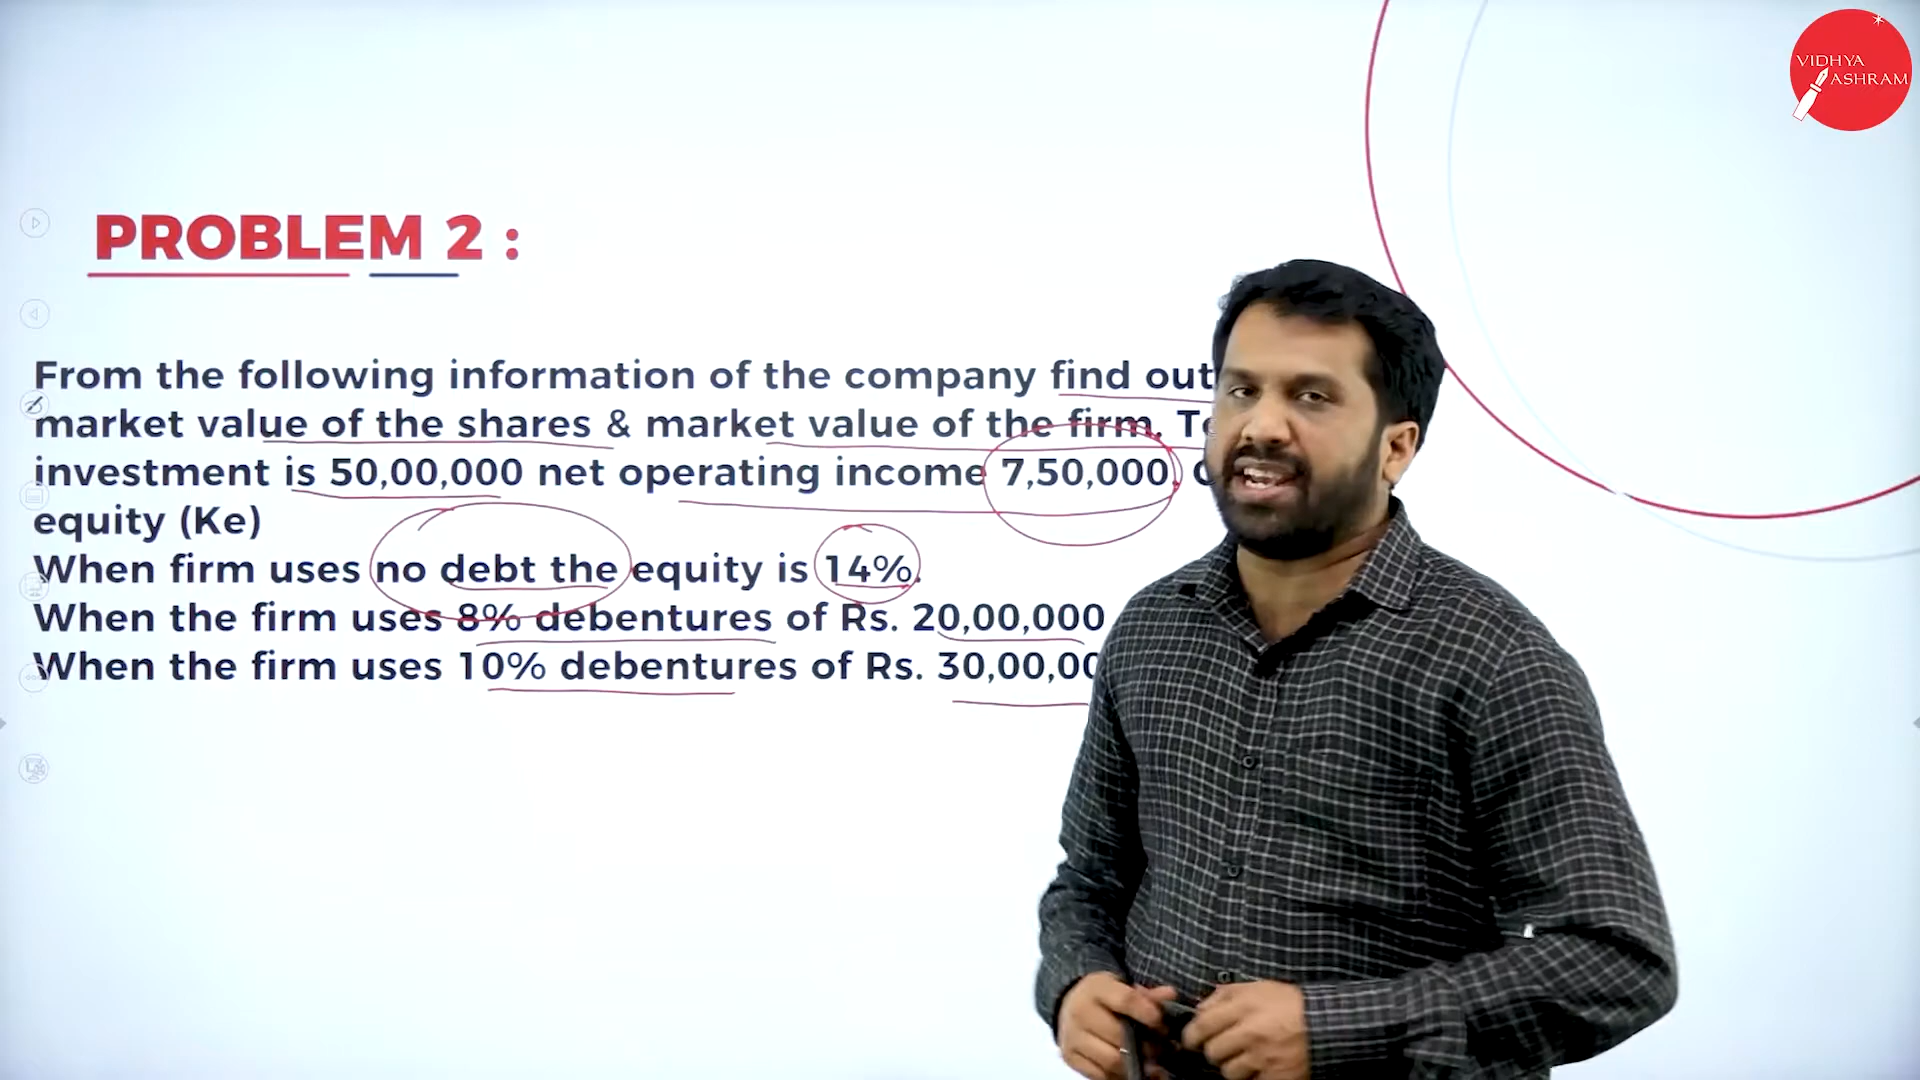 VIDHYA
ASHRAM
PROBLEM 2 :
From the following information of the company find out
market value of the shares & market value of the firm.
investment is 50,00,000 net operating income 7,50,000.
equity (Ke)
When firm uses no debt the equity is 14%.
When the firm uses 8% debentures of Rs. 20,00,000
When the firm uses 10% debentures of Rs.